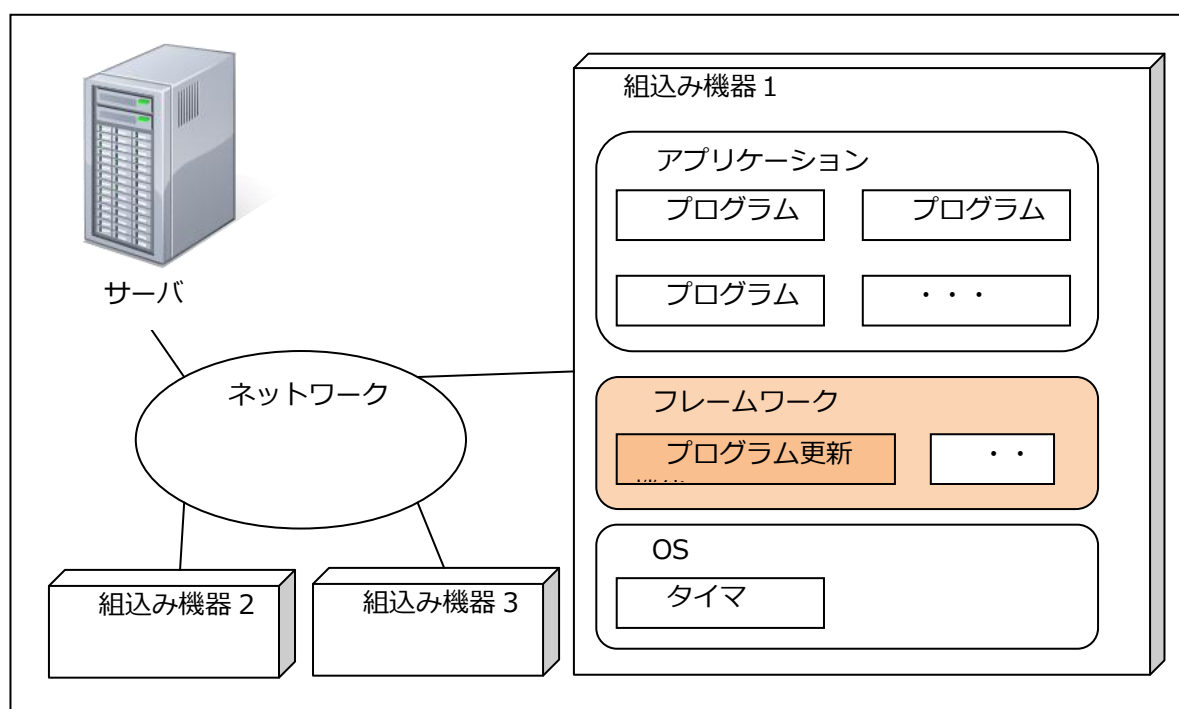 サーバ
ネットワーク
組込み機器2
組込み機器3
組込み機器1
アプリケーション
プログラム
プログラム
プログラム
・・・
フレームワーク
プログラム更新
・・
OS
タイマ